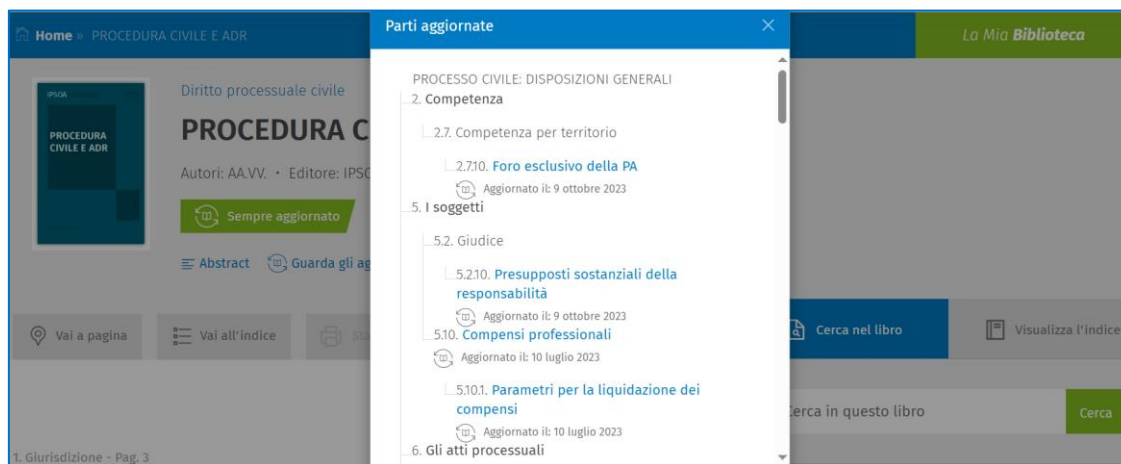 Home » PROCEDURA CIVILE E ADR
La Mia Biblioteca
IPSOA
PROCEDURA
CIVILE E ADR
Diritto processuale civile
PROCEDURA C
Autori: AA.VV. • Editore: IPSO
Sempre aggiornato
Abstract Guarda gli ag
Vai a pagina Vai all'indice Sta
1. Giurisdizione - Pag. 3
Parti aggiornate
PROCESSO CIVILE: DISPOSIZIONI GENERALI
2. Competenza
2.7. Competenza per territorio
2.7.10. Foro esclusivo della PA
Aggiornato il: 9 ottobre 2023
5. I soggetti
5.2. Giudice
5.2.10. Presupposti sostanziali della
responsabilità
Aggiornato il: 9 ottobre 2023
5.10. Compensi professionali
Aggiornato il: 10 luglio 2023
5.10.1. Parametri per la liquidazione dei
compensi
Aggiornato il: 10 luglio 2023
6. Gli atti processuali
Cerca nel libro Visualizza l'indice
Cerca in questo libro Cerca